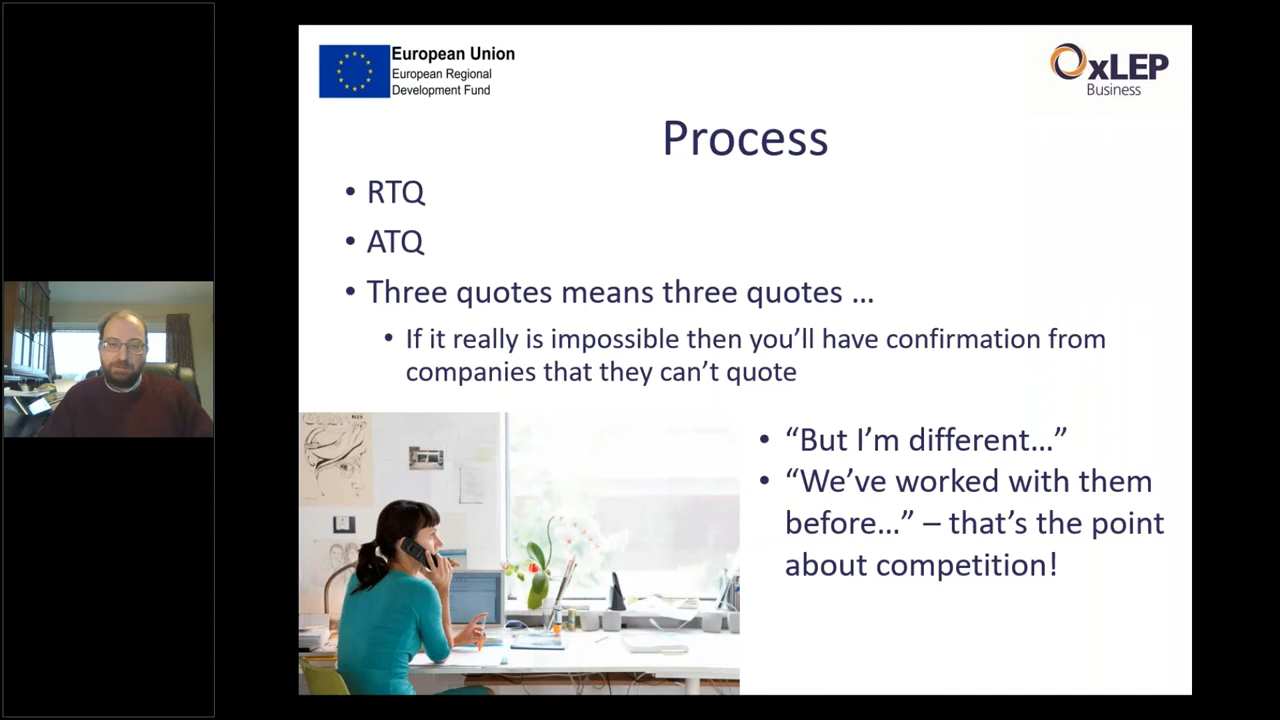 European Union
European Regional
Development Fund
OxLEP
Business
Process
• RTQ
• ATQ
• Three quotes means three quotes ...
• If it really is impossible then you’ll have confirmation from
companies that they can’t quote
• “But I’m different...”
• “We’ve worked with them
before...” – that’s the point
about competition!